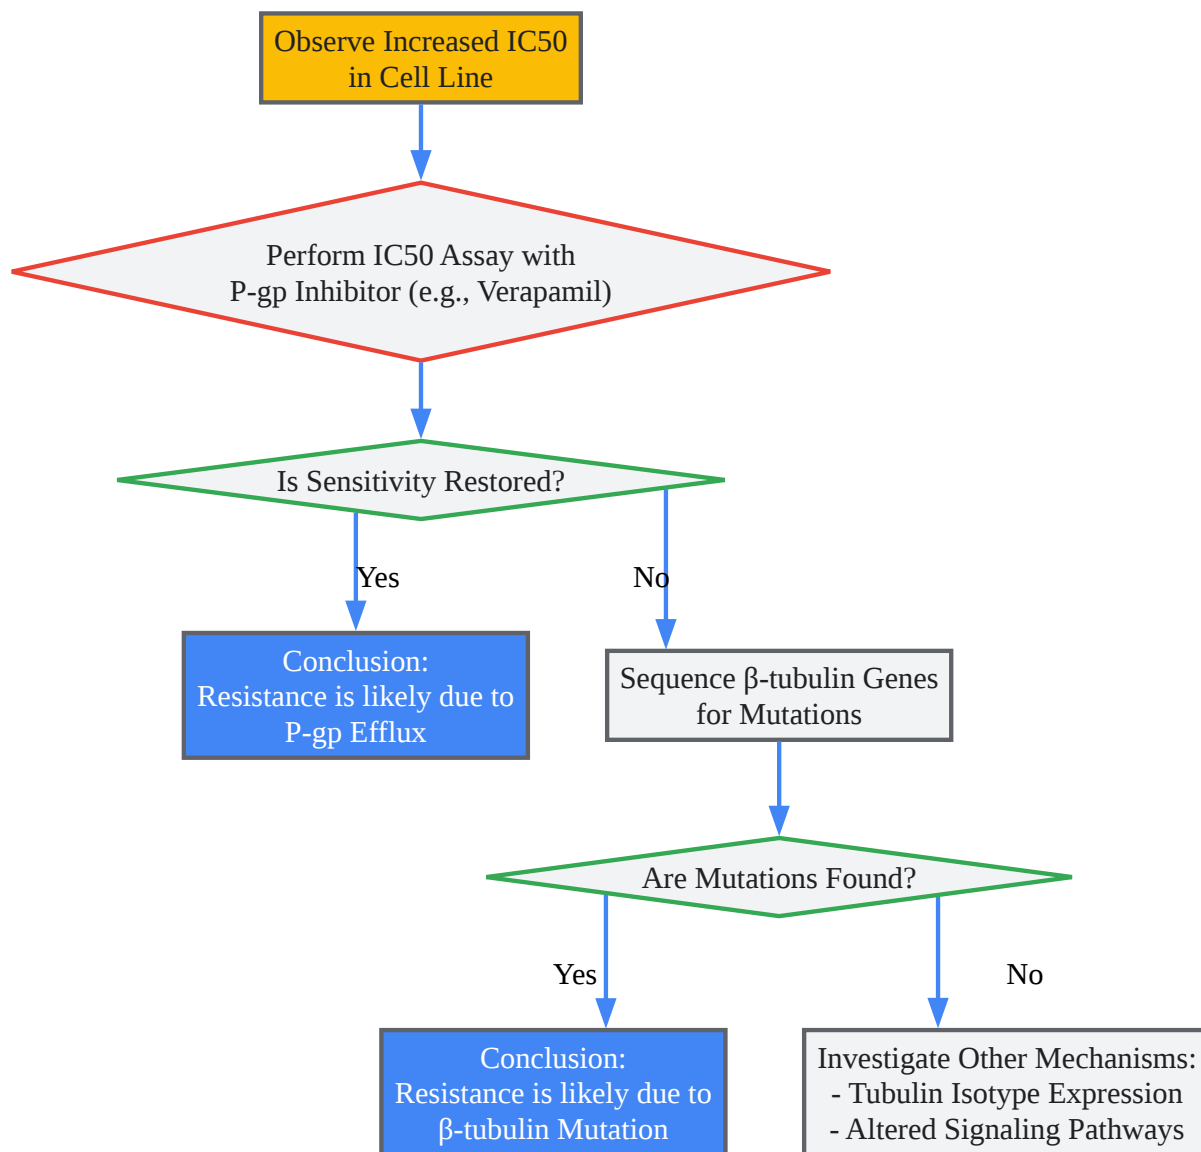 Observe Increased IC50
in Cell Line
Perform IC50 Assay with
P-gp Inhibitor (e.g., Verapamil)
Is Sensitivity Restored?
Yes
No
Conclusion:
Resistance is likely due to
P-gp Efflux
Sequence β-tubulin Genes
for Mutations
Are Mutations Found?
Yes
No
Conclusion:
Resistance is likely due to
β-tubulin Mutation
Investigate Other Mechanisms:
- Tubulin Isotype Expression
- Altered Signaling Pathways